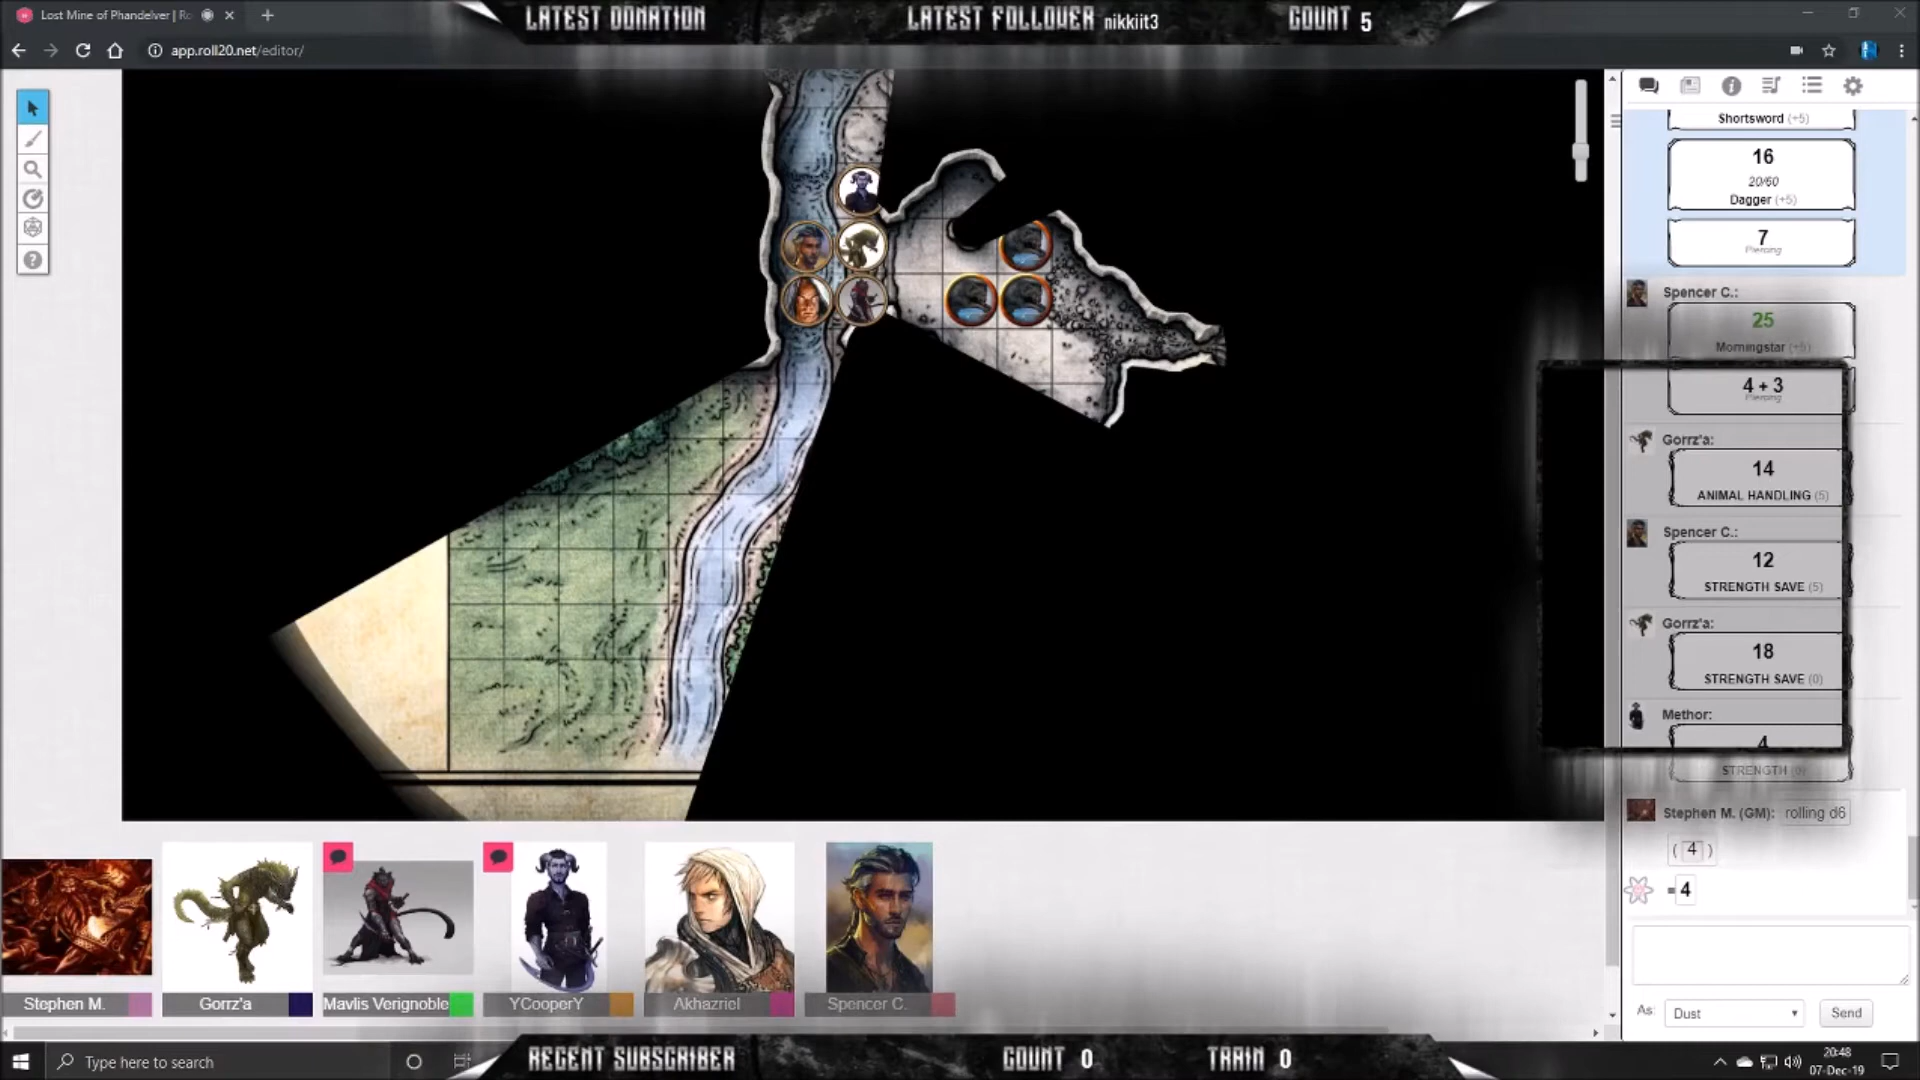 Lost Mine of Phandelver | Ro
LATEST DONATION
LATEST FOLLOWER nikkiit3
COUNT 5
app.roll20.net/editor/
Shortsword (+5)
16
20/60
Dagger (+5)
7
Piercing
Spencer C.:
25
Morningstar (+5)
4 + 3
Piercing
Gorrz'a:
14
ANIMAL HANDLING (5)
Spencer C.:
12
STRENGTH SAVE (5)
Gorrz'a:
18
STRENGTH SAVE (0)
Methor:
4
STRENGTH (0)
Stephen M. (GM): rolling d6
( 4 )
= 4
As: Dust
Send
Stephen M.
Gorrz'a
Mavlis Verignoble
YCooperY
Akhazriel
Spencer C.
Type here to search
RECENT SUBSCRIBER
COUNT 0
TRAIN 0
20:48
07-Dec-19